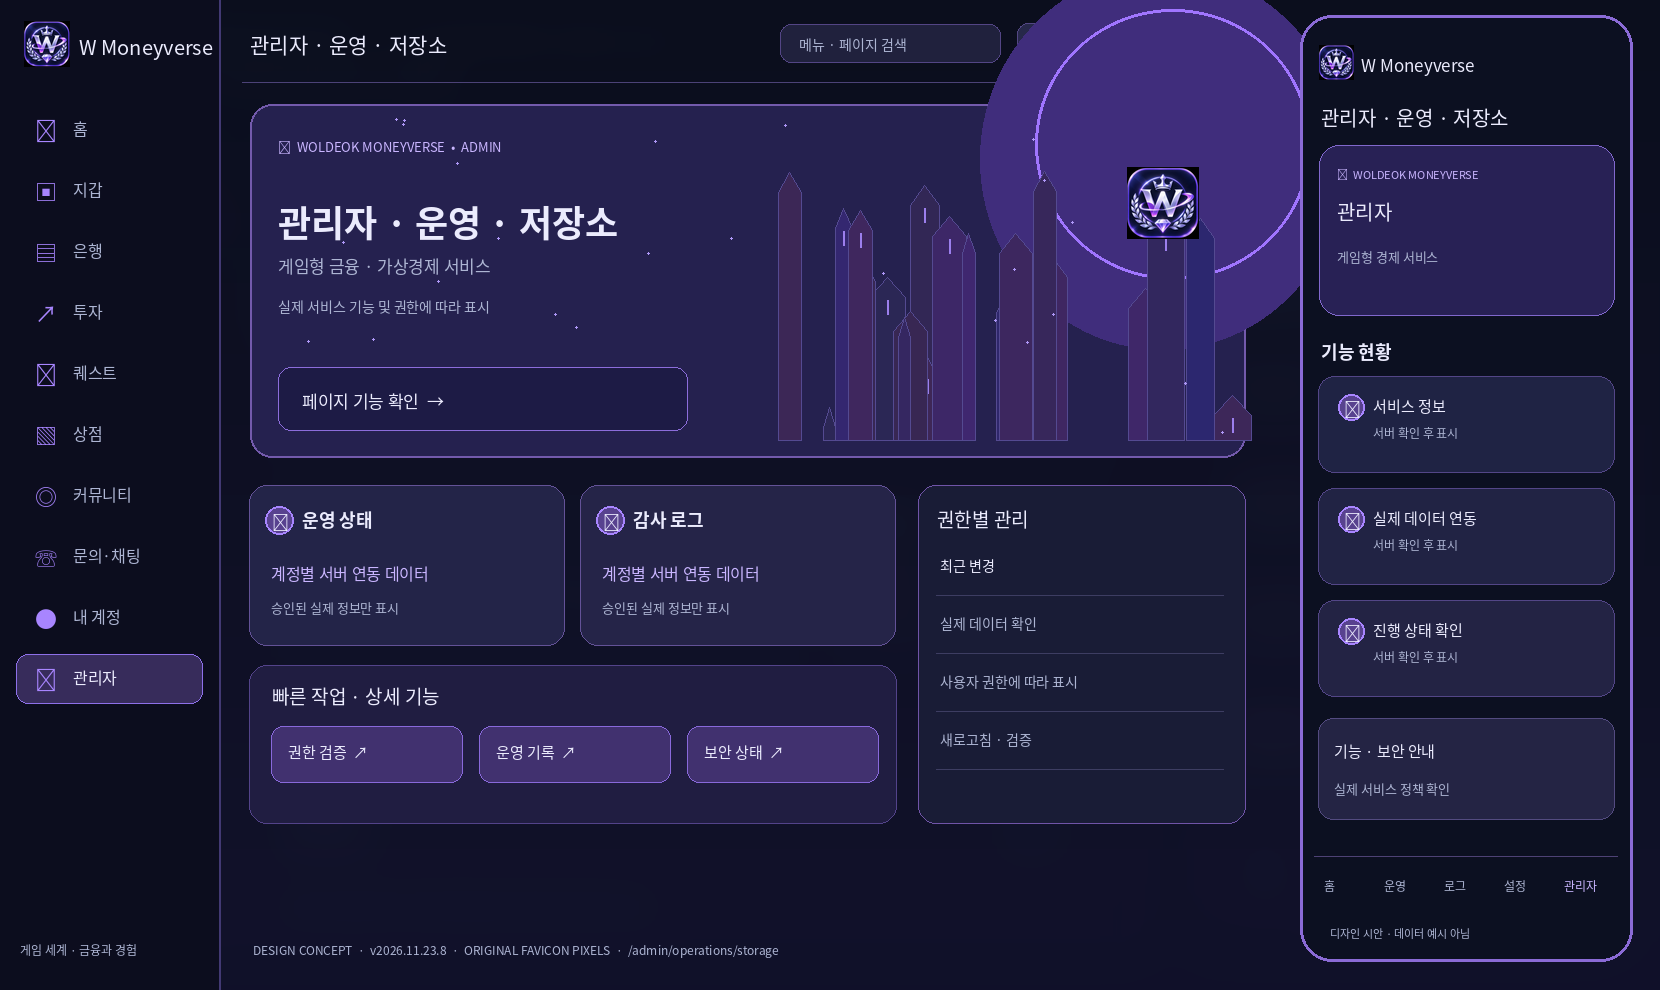 W Moneyverse
홈
지갑
은행
투자
퀘스트
상점
커뮤니티
문의·채팅
내 계정
관리자
게임 세계 · 금융과 경험
관리자 · 운영 · 저장소
메뉴 · 페이지 검색
WOLDEOK MONEYVERSE • ADMIN
관리자 · 운영 · 저장소
게임형 금융 · 가상경제 서비스
실제 서비스 기능 및 권한에 따라 표시
페이지 기능 확인 →
W
운영 상태
계정별 서버 연동 데이터
승인된 실제 정보만 표시
감사 로그
계정별 서버 연동 데이터
승인된 실제 정보만 표시
권한별 관리
최근 변경
실제 데이터 확인
사용자 권한에 따라 표시
새로고침 · 검증
빠른 작업 · 상세 기능
권한 검증 ↗
운영 기록 ↗
보안 상태 ↗
DESIGN CONCEPT · v2026.11.23.8 · ORIGINAL FAVICON PIXELS · /admin/operations/storage
W Moneyverse
관리자 · 운영 · 저장소
WOLDEOK MONEYVERSE
관리자
게임형 경제 서비스
기능 현황
서비스 정보
서버 확인 후 표시
실제 데이터 연동
서버 확인 후 표시
진행 상태 확인
서버 확인 후 표시
기능 · 보안 안내
실제 서비스 정책 확인
홈 운영 로그 설정 관리자
디자인 시안 · 데이터 예시 아님